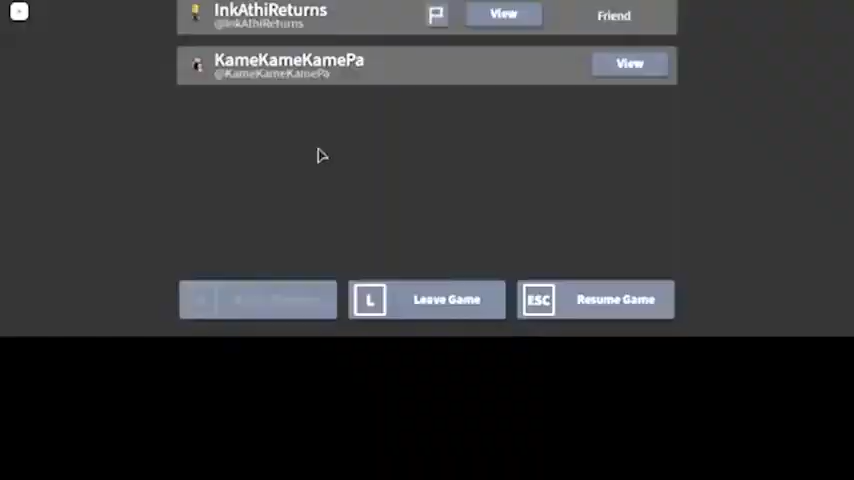 InkAthiReturns
@InkAthiReturns
View
Friend
KameKameKamePa
@KameKameKamePa
View
L
Leave Game
ESC
Resume Game